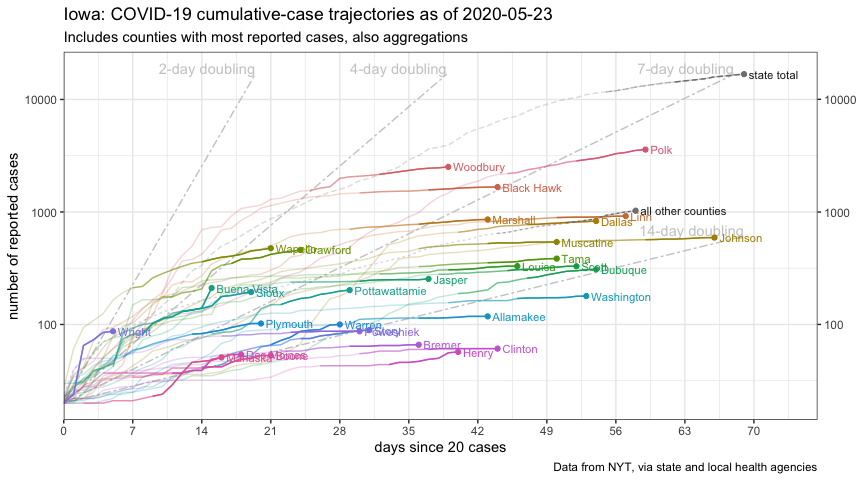 Iowa: COVID-19 cumulative-case trajectories as of 2020-05-23
Includes counties with most reported cases, also aggregations
2-day doubling
4-day doubling
7-day doubling
state total
10000
10000
Polk
Woodbury
Black Hawk
1000
1000
all other counties
Linn
Marshall
Dallas
14-day doubling
Johnson
Muscatine
Crawford
Tama
Louisa
Scott
Dubuque
Jasper
Buena Vista
Sioux
Pottawattamie
Washington
Allamakee
100
100
Plymouth
Warren
Wright
Bremer
Clinton
Henry
number of reported cases
0
7
14
21
28
35
42
49
56
63
70
days since 20 cases
Data from NYT, via state and local health agencies